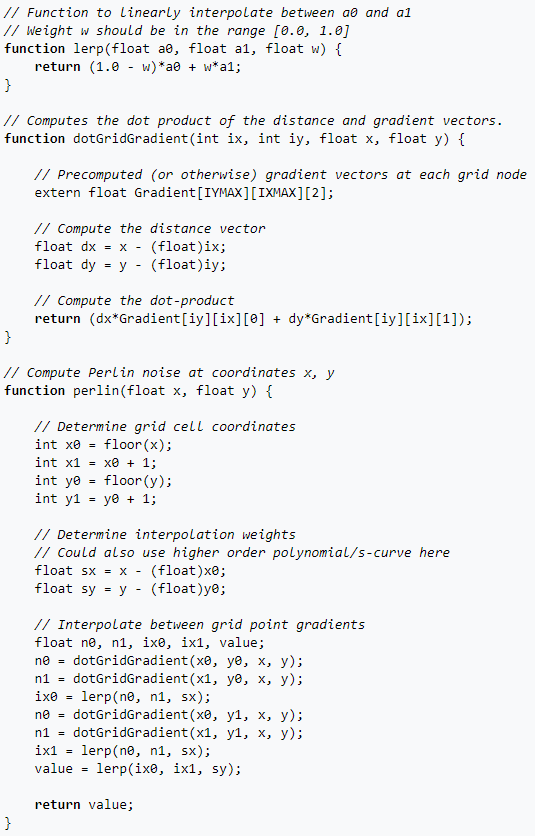 // Function to linearly interpolate between a0 and a1
// Weight w should be in the range [0.0, 1.0]
function lerp(float a0, float a1, float w) {
    return (1.0 - w)*a0 + w*a1;
}

// Computes the dot product of the distance and gradient vectors.
function dotGridGradient(int ix, int iy, float x, float y) {

    // Precomputed (or otherwise) gradient vectors at each grid node
    extern float Gradient[IYMAX][IXMAX][2];

    // Compute the distance vector
    float dx = x - (float)ix;
    float dy = y - (float)iy;

    // Compute the dot-product
    return (dx*Gradient[iy][ix][0] + dy*Gradient[iy][ix][1]);
}

// Compute Perlin noise at coordinates x, y
function perlin(float x, float y) {

    // Determine grid cell coordinates
    int x0 = floor(x);
    int x1 = x0 + 1;
    int y0 = floor(y);
    int y1 = y0 + 1;

    // Determine interpolation weights
    // Could also use higher order polynomial/s-curve here
    float sx = x - (float)x0;
    float sy = y - (float)y0;

    // Interpolate between grid point gradients
    float n0, n1, ix0, ix1, value;
    n0 = dotGridGradient(x0, y0, x, y);
    n1 = dotGridGradient(x1, y0, x, y);
    ix0 = lerp(n0, n1, sx);
    n0 = dotGridGradient(x0, y1, x, y);
    n1 = dotGridGradient(x1, y1, x, y);
    ix1 = lerp(n0, n1, sx);
    value = lerp(ix0, ix1, sy);

    return value;
}